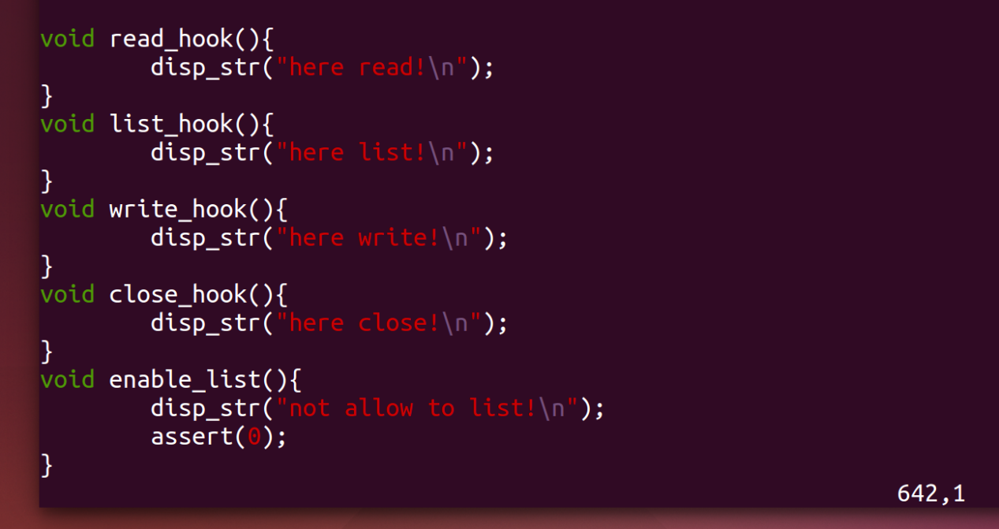 void read_hook(){
        disp_str("here read!\n");
}
void list_hook(){
        disp_str("here list!\n");
}
void write_hook(){
        disp_str("here write!\n");
}
void close_hook(){
        disp_str("here close!\n");
}
void enable_list(){
        disp_str("not allow to list!\n");
        assert(0);
}
642,1